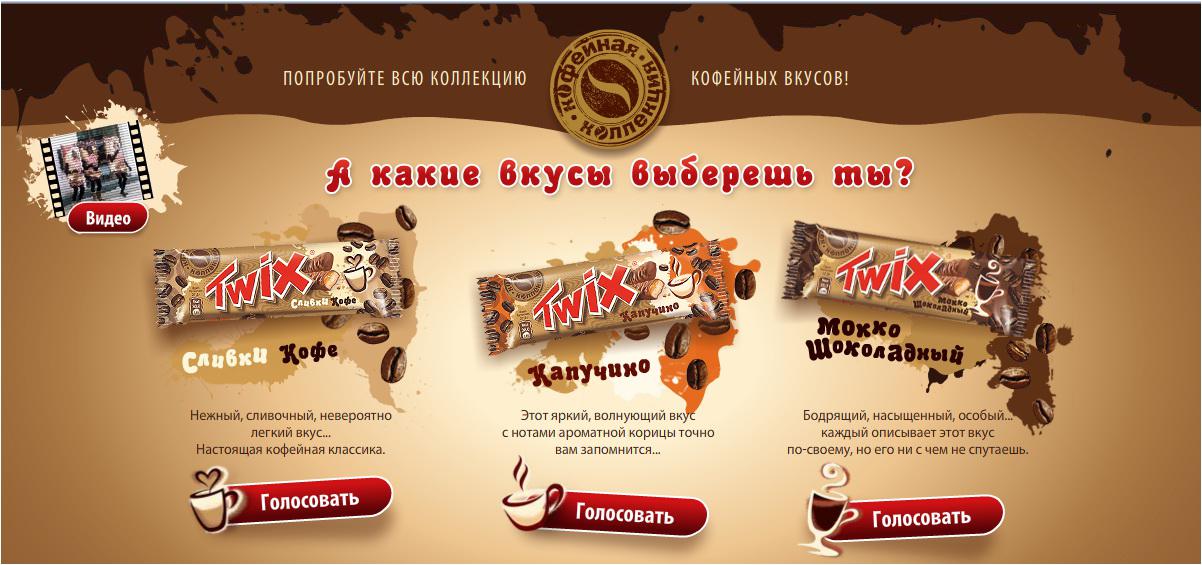 ПОПРОБУЙТЕ ВСЮ КОЛЛЕКЦИЮ
КОФЕЙНАЯ КОЛЛЕКЦИЯ
КОФЕЙНЫХ ВКУСОВ!
А какие вкусы выберешь ты?
Видео
TWIX
Сливки Кофе
TWIX
Капучино
TWIX
Мокко
Шоколадный
Сливки Кофе
Капучино
Мокко
Шоколадный
Нежный, сливочный, невероятно
легкий вкус...
Настоящая кофейная классика.
Этот яркий, волнующий вкус
с нотами ароматной корицы точно
вам запомнится...
Бодрящий, насыщенный, особый...
каждый описывает этот вкус
по-своему, но его ни с чем не спутаешь.
Голосовать
Голосовать
Голосовать